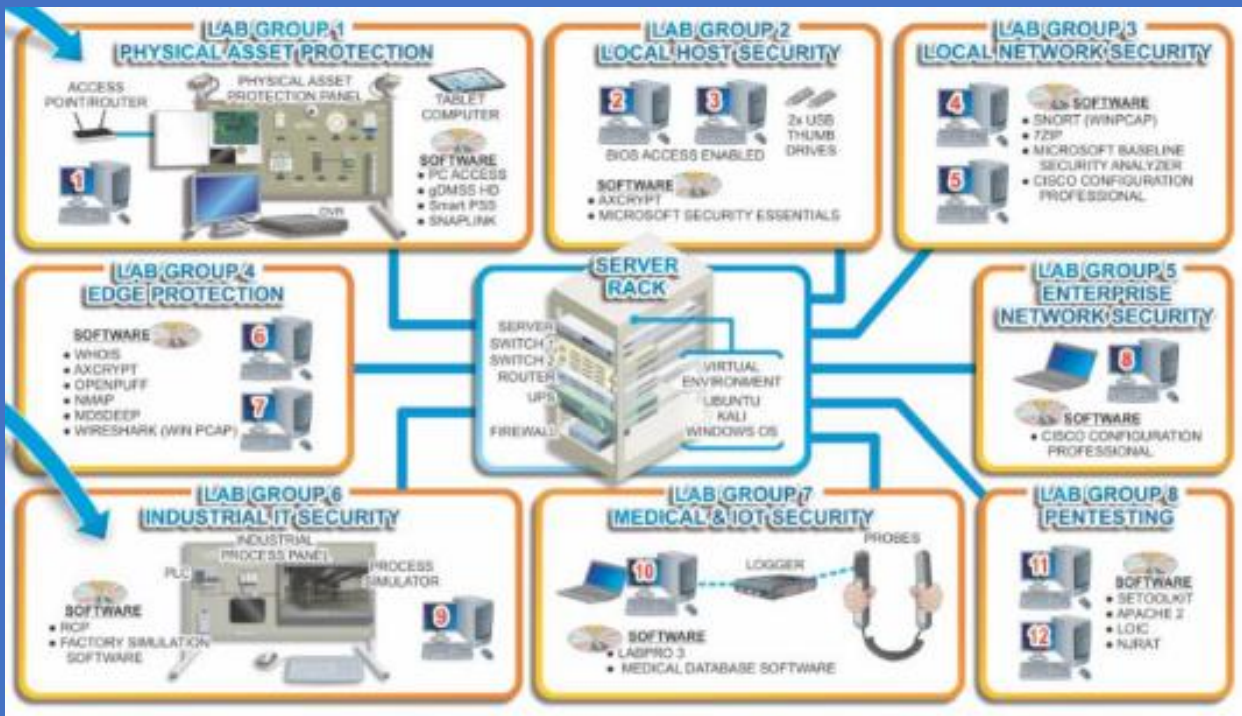 LAB GROUP 1
PHYSICAL ASSET PROTECTION
ACCESS
POINT/ROUTER
PHYSICAL ASSET
PROTECTION PANEL
TABLET
COMPUTER
1
DVR
SOFTWARE
● PC ACCESS
● gDMSS HD
● Smart PSS
● SNAPLINK
LAB GROUP 2
LOCAL HOST SECURITY
2
3
2x USB
THUMB
DRIVES
BIOS ACCESS ENABLED
SOFTWARE
● AXCRYPT
● MICROSOFT SECURITY ESSENTIALS
LAB GROUP 3
LOCAL NETWORK SECURITY
4
5
SOFTWARE
● SNORT (WINPCAP)
● 7ZIP
● MICROSOFT BASELINE
SECURITY ANALYZER
● CISCO CONFIGURATION
PROFESSIONAL
LAB GROUP 4
EDGE PROTECTION
SOFTWARE
● WHOIS
● AXCRYPT
● OPENPUFF
● NMAP
● MD5DEEP
● WIRESHARK (WIN PCAP)
6
7
SERVER
RACK
SERVER
SWITCH 1
SWITCH 2
ROUTER
UPS
FIREWALL
VIRTUAL
ENVIRONMENT
UBUNTU
KALI
WINDOWS OS
LAB GROUP 5
ENTERPRISE
NETWORK SECURITY
8
SOFTWARE
● CISCO CONFIGURATION
PROFESSIONAL
LAB GROUP 6
INDUSTRIAL IT SECURITY
INDUSTRIAL
PROCESS PANEL
PLC
PROCESS
SIMULATOR
9
SOFTWARE
● RCP
● FACTORY SIMULATION
SOFTWARE
LAB GROUP 7
MEDICAL & IOT SECURITY
10
LOGGER
PROBES
SOFTWARE
● LABPRO 3
● MEDICAL DATABASE SOFTWARE
LAB GROUP 8
PENTESTING
11
12
SOFTWARE
● SETOOLKIT
● APACHE 2
● LOIC
● NJRAT